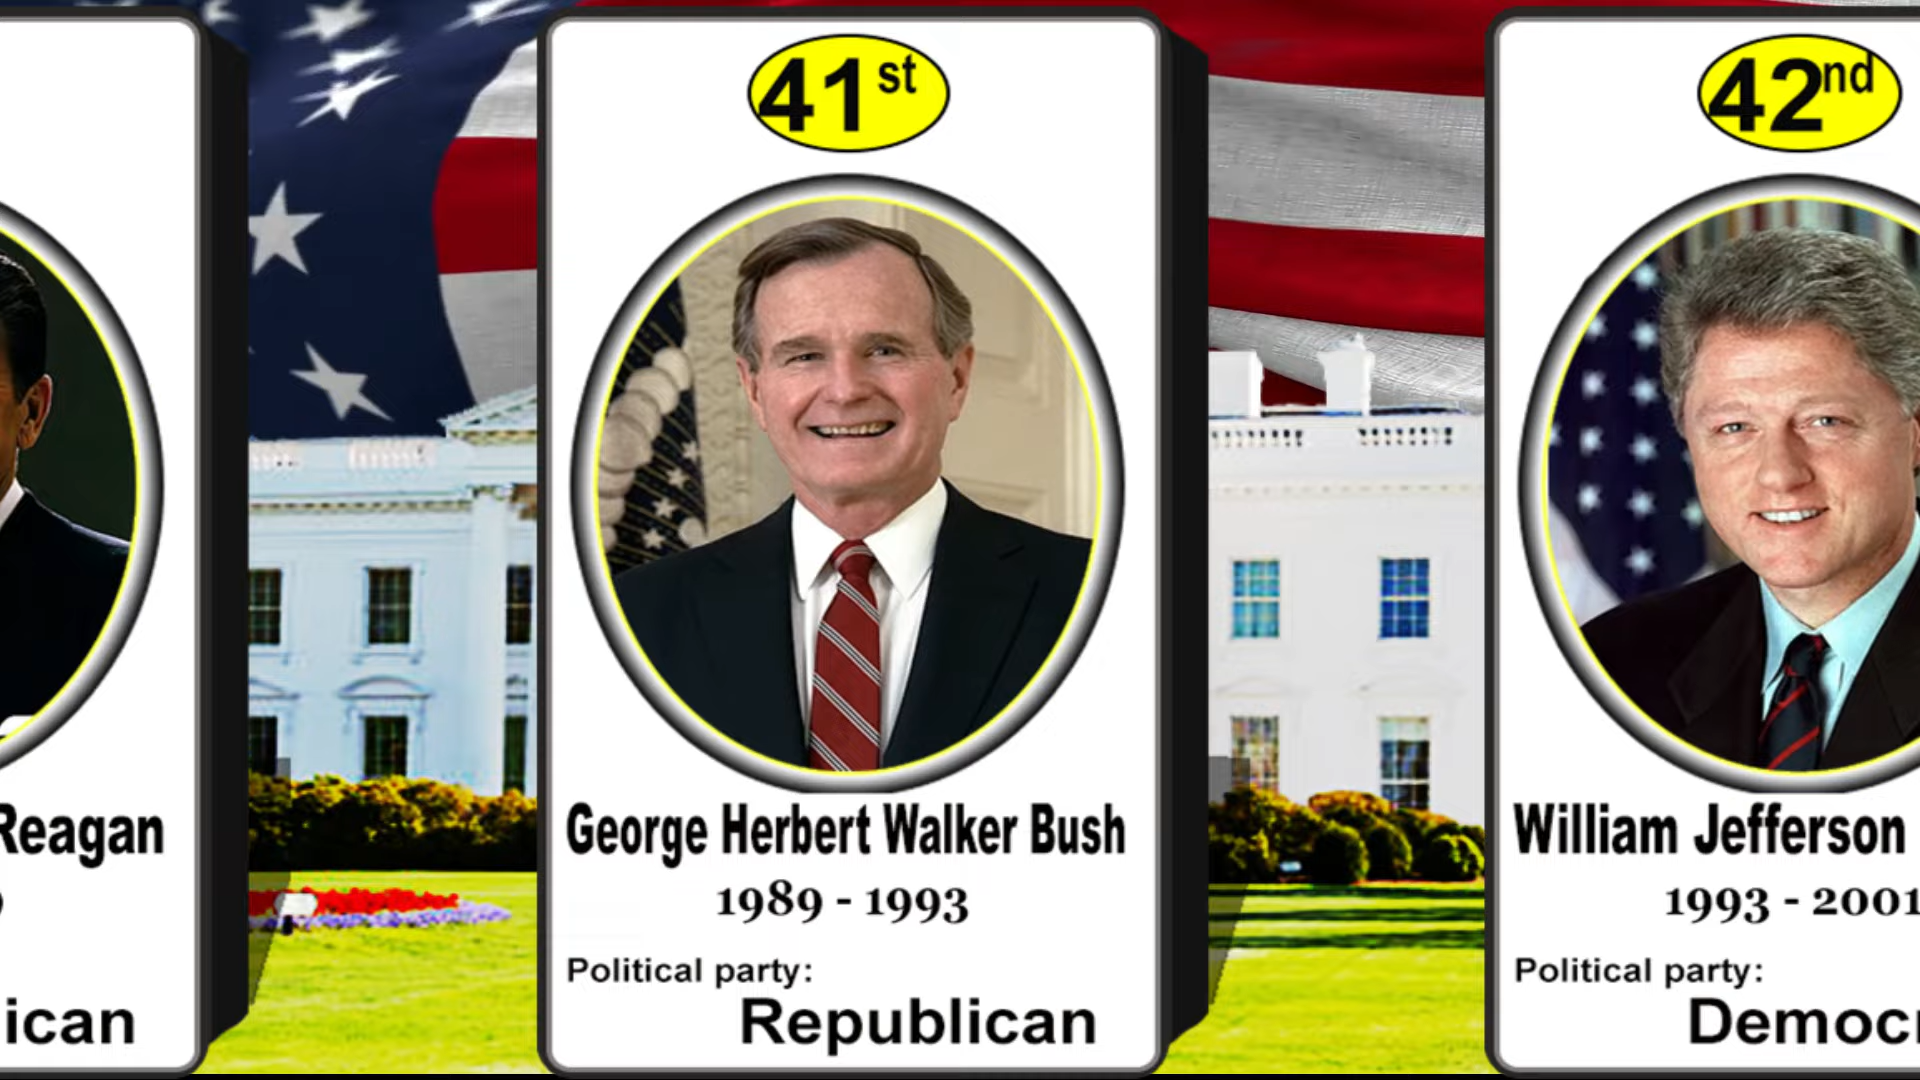 Reagan
ican
41st
George Herbert Walker Bush
1989 - 1993
Political party:
Republican
42nd
William Jefferson
1993 - 2001
Political party:
Democr